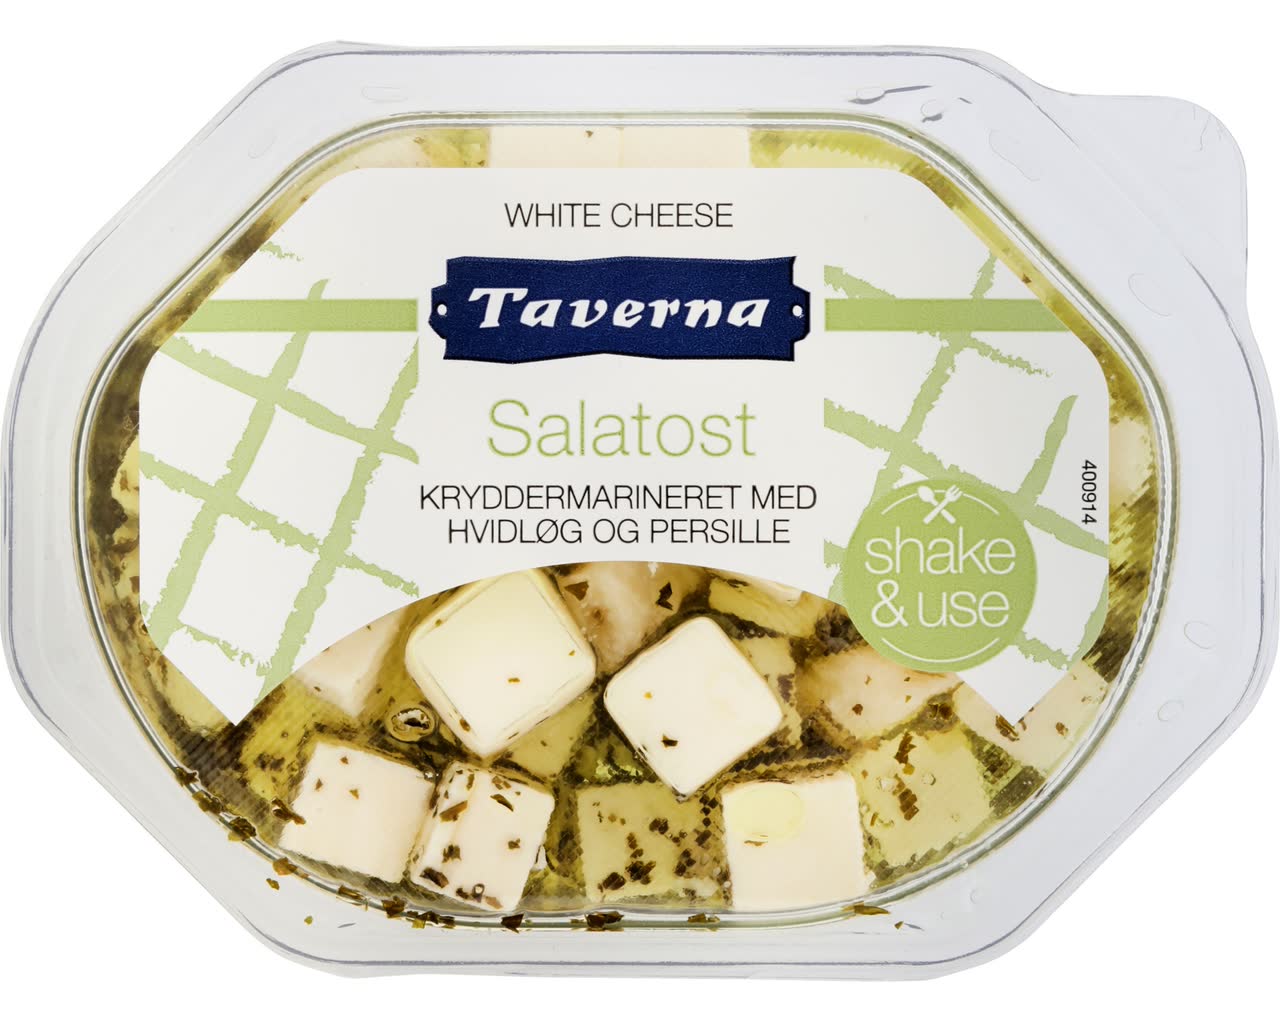 WHITE CHEESE
Taverna
Salatost
KRYDDERMARINERET MED
HVIDLØG OG PERSILLE
400914
shake
& use